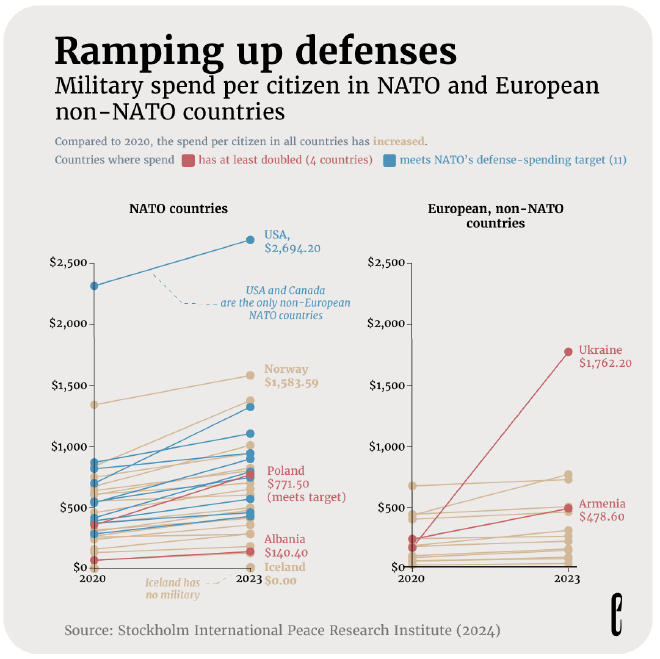 Ramping up defenses
Military spend per citizen in NATO and European
non-NATO countries
Compared to 2020, the spend per citizen in all countries has increased.
Countries where spend has at least doubled (4 countries) meets NATO's defense-spending target (11)
NATO countries
USA,
$2,694.20
$2,500
USA and Canada
are the only non-European
NATO countries
$2,000
Norway
$1,583.59
$1,500
$1,000
Poland
$771.50
(meets target)
$500
Albania
$140.40
Iceland
$0.00
$0
2020
2023
Iceland has
no military
European, non-NATO
countries
$2,500
$2,000
Ukraine
$1,762.20
$1,500
$1,000
Armenia
$478.60
$500
$0
2020
2023
Source: Stockholm International Peace Research Institute (2024)